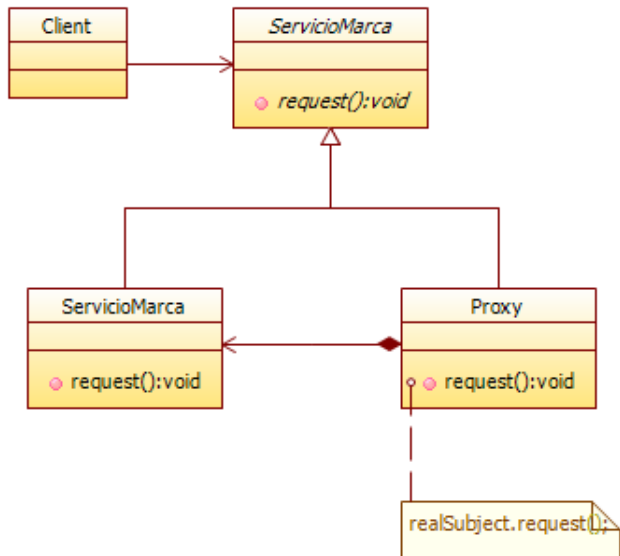 Client
ServicioMarca
request():void
ServicioMarca
request():void
Proxy
request():void
realSubject.request();